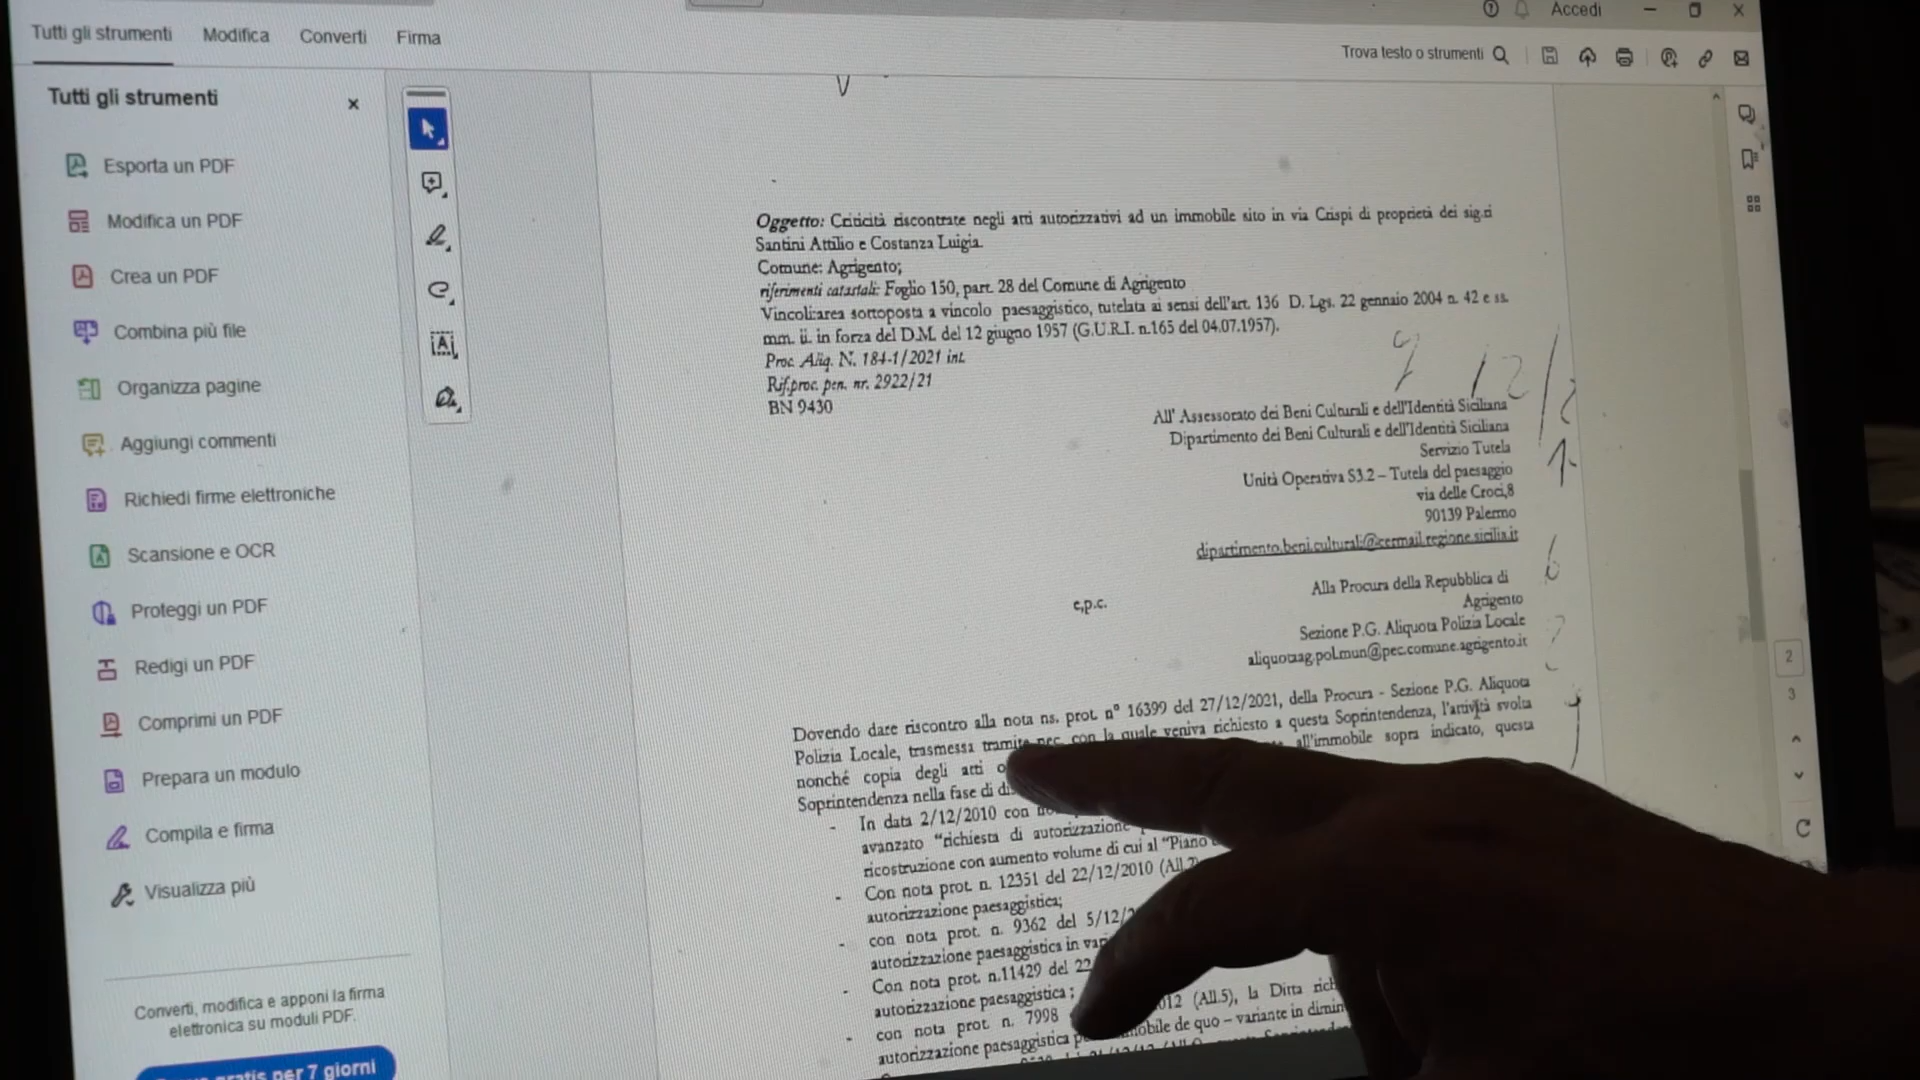 Accedi
Tutti gli strumenti Modifica Converti Firma
Trova testo o strumenti
Tutti gli strumenti
Esporta un PDF
Modifica un PDF
Crea un PDF
Combina più file
Organizza pagine
Aggiungi commenti
Richiedi firme elettroniche
Scansione e OCR
Proteggi un PDF
Redigi un PDF
Comprimi un PDF
Prepara un modulo
Compila e firma
Visualizza più
Converti, modifica e apponi la firma
elettronica su moduli PDF.
gratis per 7 giorni
Oggetto: Criticità riscontrate negli atti autorizzativi ad un immobile sito in via Crispi di proprietà dei sig.ri
Santini Attilio e Costanza Luigia.
Comune: Agrigento;
riferimenti catastali: Foglio 150, part. 28 del Comune di Agrigento
Vincoli:area sottoposta a vincolo paesaggistico, tutelata ai sensi dell'art. 136 D. Lgs. 22 gennaio 2004 n. 42 e ss.
mm. ii. in forza del D.M. del 12 giugno 1957 (G.U.R.I. n.165 del 04.07.1957).
Proc. Aliq. N. 184-1/2021 int.
Rif.proc. pen. nr. 2922/21
BN 9430
All' Assessorato dei Beni Culturali e dell'Identità Siciliana
Dipartimento dei Beni Culturali e dell'Identità Siciliana
Servizio Tutela
Unità Operativa S3.2 – Tutela del paesaggio
via delle Croci,8
90139 Palermo
dipartimento.beni.culturali@certmail.regione.sicilia.it
e,p.c.
Alla Procura della Repubblica di
Agrigento
Sezione P.G. Aliquota Polizia Locale
aliquotaag.pol.mun@pec.comune.agrigento.it
Dovendo dare riscontro alla nota ns. prot. n° 16399 del 27/12/2021, della Procura - Sezione P.G. Aliquota
Polizia Locale, trasmessa tramite pec, con la quale veniva richiesto a questa Soprintendenza, l'attività svolta
nonché copia degli atti all'immobile sopra indicato, questa
Soprintendenza nella fase di
- In data 2/12/2010 con
avanzato "richiesta di autorizzazione
ricostruzione con aumento volume di cui al "Piano
- Con nota prot. n. 12351 del 22/12/2010 (All.2)
autorizzazione paesaggistica;
- con nota prot. n. 9362 del 5/12/
autorizzazione paesaggistica in
- Con nota prot. n.11429 del 22
autorizzazione paesaggistica ;
- con nota prot. n. 7998 (All.5), la Ditta
autorizzazione paesaggistica de quo – variante in
2
3